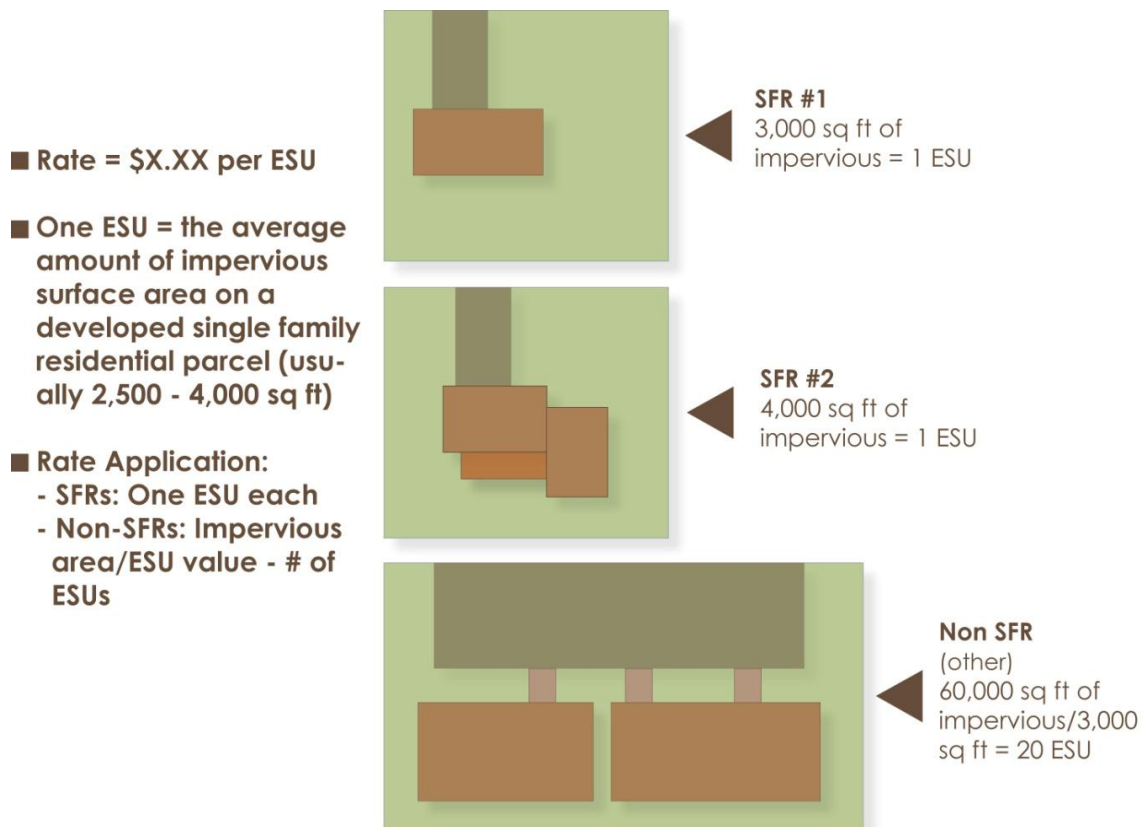 Rate = $X.XX per ESU
One ESU = the average
amount of impervious
surface area on a
developed single family
residential parcel (usu-
ally 2,500 - 4,000 sq ft)
Rate Application:
- SFRs: One ESU each
- Non-SFRs: Impervious
area/ESU value - # of
ESUs
SFR #1
3,000 sq ft of
impervious = 1 ESU
SFR #2
4,000 sq ft of
impervious = 1 ESU
Non SFR
(other)
60,000 sq ft of
impervious/3,000
sq ft = 20 ESU